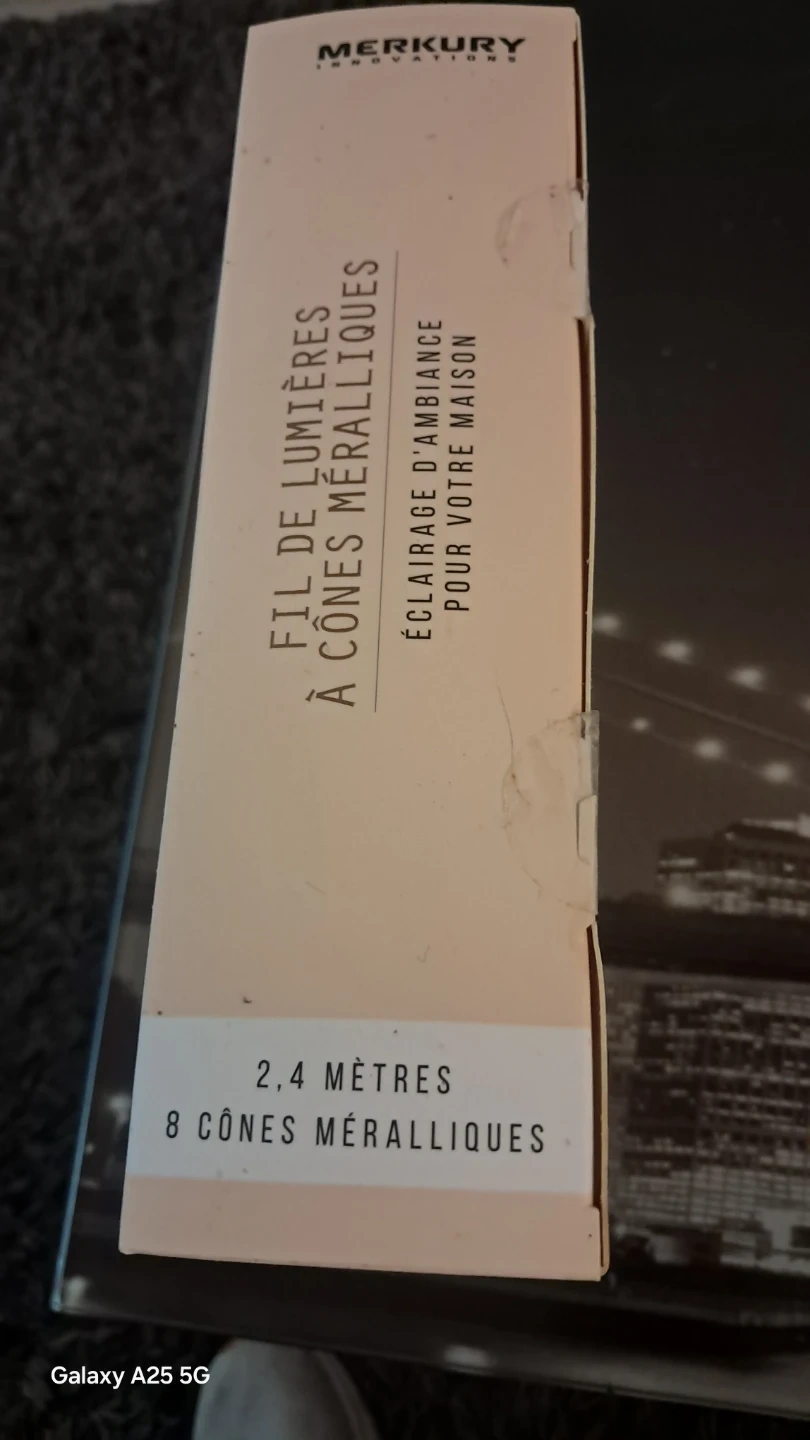 MERKURY
INNOVATIONS
FIL DE LUMIÈRES
À CÔNES MÉRALLIQUES
ÉCLAIRAGE D'AMBIANCE
POUR VOTRE MAISON
2,4 MÈTRES
8 CÔNES MÉRALLIQUES
Galaxy A25 5G